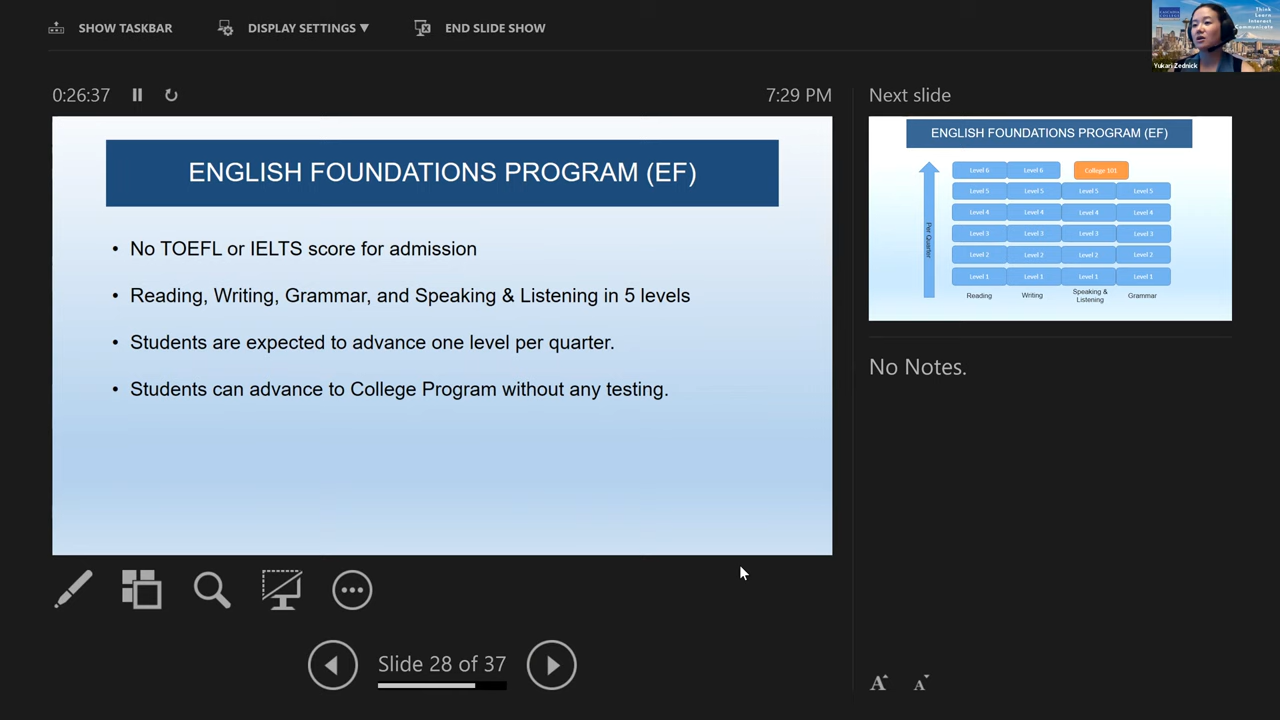 SHOW TASKBAR
DISPLAY SETTINGS ▼
END SLIDE SHOW
Think
Learn
Interact
Communicate
Yukari Zednick
0:26:37
7:29 PM
Next slide
ENGLISH FOUNDATIONS PROGRAM (EF)
• No TOEFL or IELTS score for admission
• Reading, Writing, Grammar, and Speaking & Listening in 5 levels
• Students are expected to advance one level per quarter.
• Students can advance to College Program without any testing.
ENGLISH FOUNDATIONS PROGRAM (EF)
Level 6 Level 6 College 101
Level 5 Level 5 Level 5 Level 5
Level 4 Level 4 Level 4 Level 4
Level 3 Level 3 Level 3 Level 3
Level 2 Level 2 Level 2 Level 2
Level 1 Level 1 Level 1 Level 1
Per Quarter
Reading Writing Speaking & Listening Grammar
No Notes.
Slide 28 of 37
A A